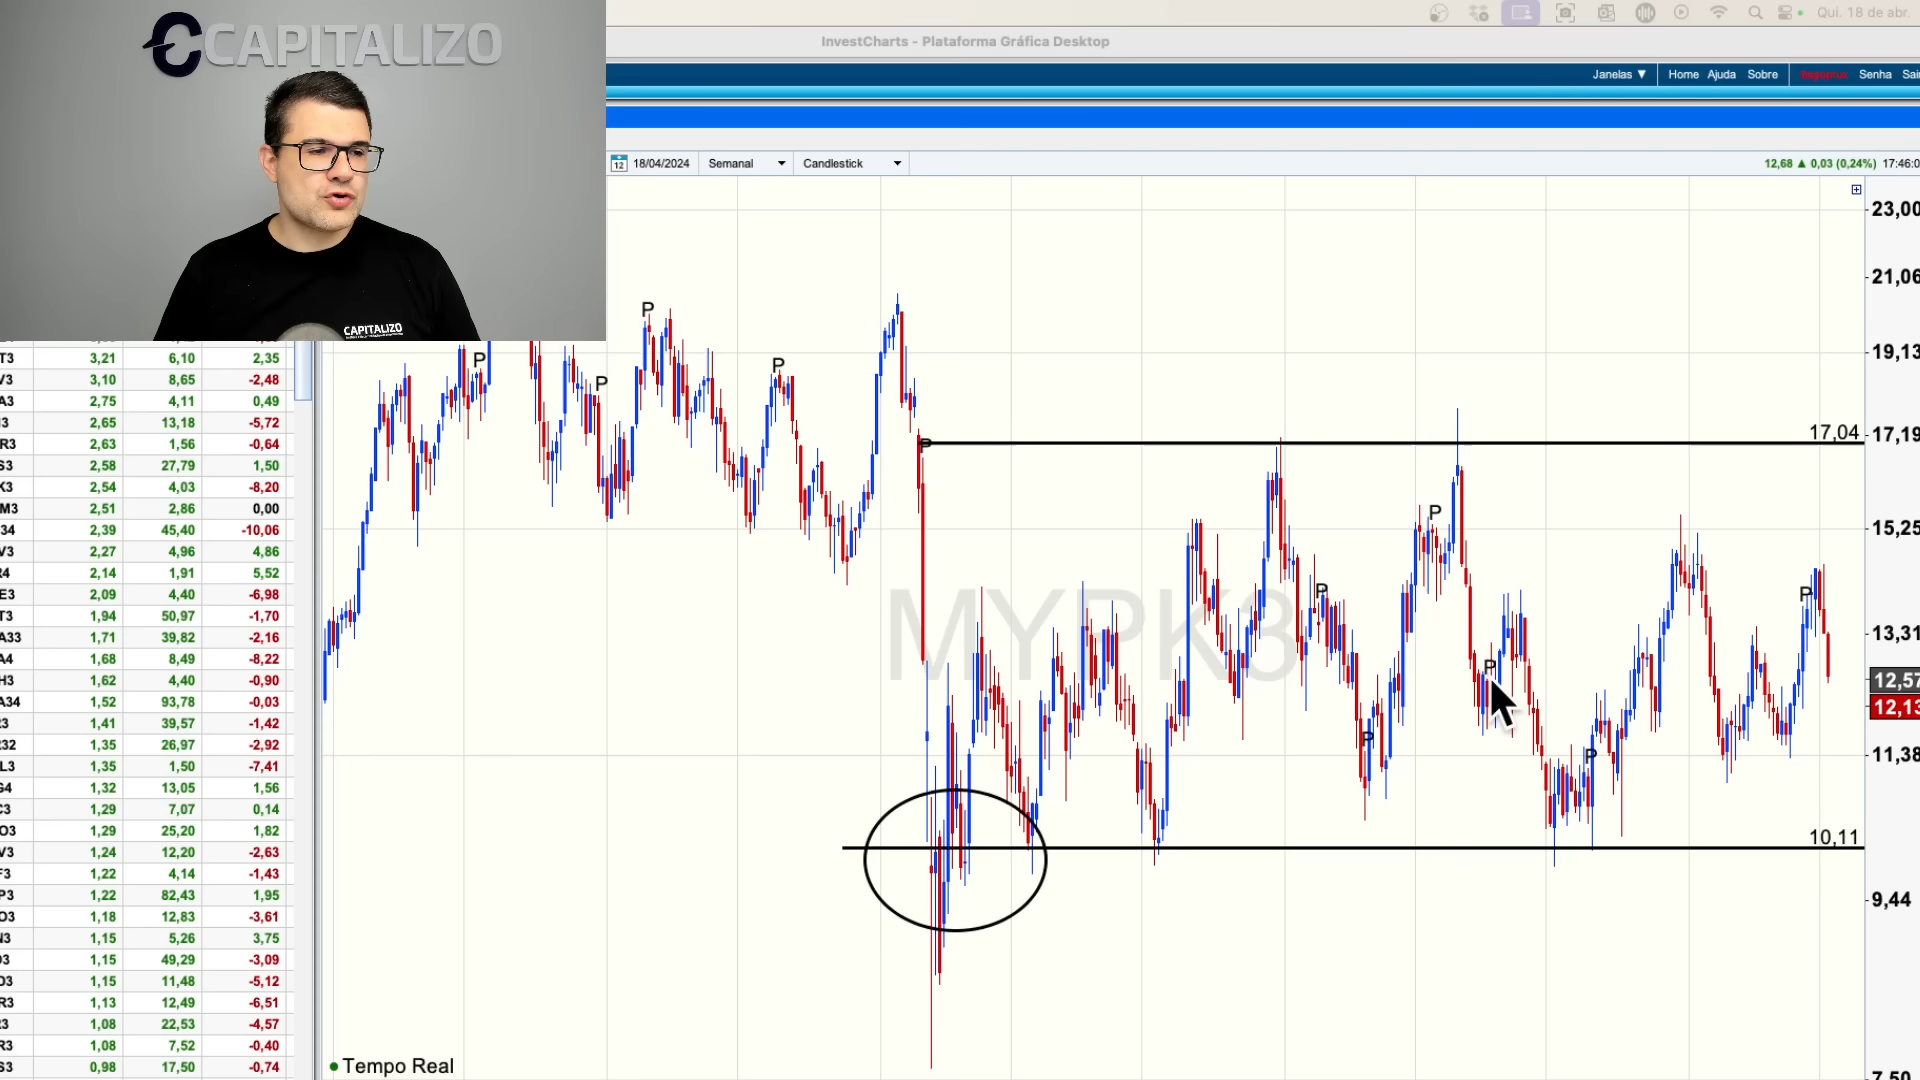 CAPITALIZO
CAPITALIZO
Qui. 18 de abr.
InvestCharts - Plataforma Gráfica Desktop
Janelas ▼ Home Ajuda Sobre Senha Sai
12 18/04/2024 Semanal Candlestick 12,68 ▲ 0,03 (0,24%) 17:46:0
MYPK3
P
P
P
P
P
P
P
P
P
P
P
17,04
10,11
23,00
21,06
19,13
17,19
15,25
13,31
12,57
12,13
11,38
9,44
7,50
T3 3,21 6,10 2,35
V3 3,10 8,65 -2,48
A3 2,75 4,11 0,49
I3 2,65 13,18 -5,72
R3 2,63 1,56 -0,64
S3 2,58 27,79 1,50
K3 2,54 4,03 -8,20
M3 2,51 2,86 0,00
34 2,39 45,40 -10,06
V3 2,27 4,96 4,86
R4 2,14 1,91 5,52
E3 2,09 4,40 -6,98
T3 1,94 50,97 -1,70
A33 1,71 39,82 -2,16
A4 1,68 8,49 -8,22
H3 1,62 4,40 -0,90
A34 1,52 93,78 -0,03
3 1,41 39,57 -1,42
32 1,35 26,97 -2,92
L3 1,35 1,50 -7,41
G4 1,32 13,05 1,56
C3 1,29 7,07 0,14
O3 1,29 25,20 1,82
V3 1,24 12,20 -2,63
F3 1,22 4,14 -1,43
P3 1,22 82,43 1,95
O3 1,18 12,83 -3,61
N3 1,15 5,26 3,75
3 1,15 49,29 -3,09
O3 1,15 11,48 -5,12
R3 1,13 12,49 -6,51
3 1,08 22,53 -4,57
R3 1,08 7,52 -0,40
S3 0,98 17,50 -0,74
Tempo Real